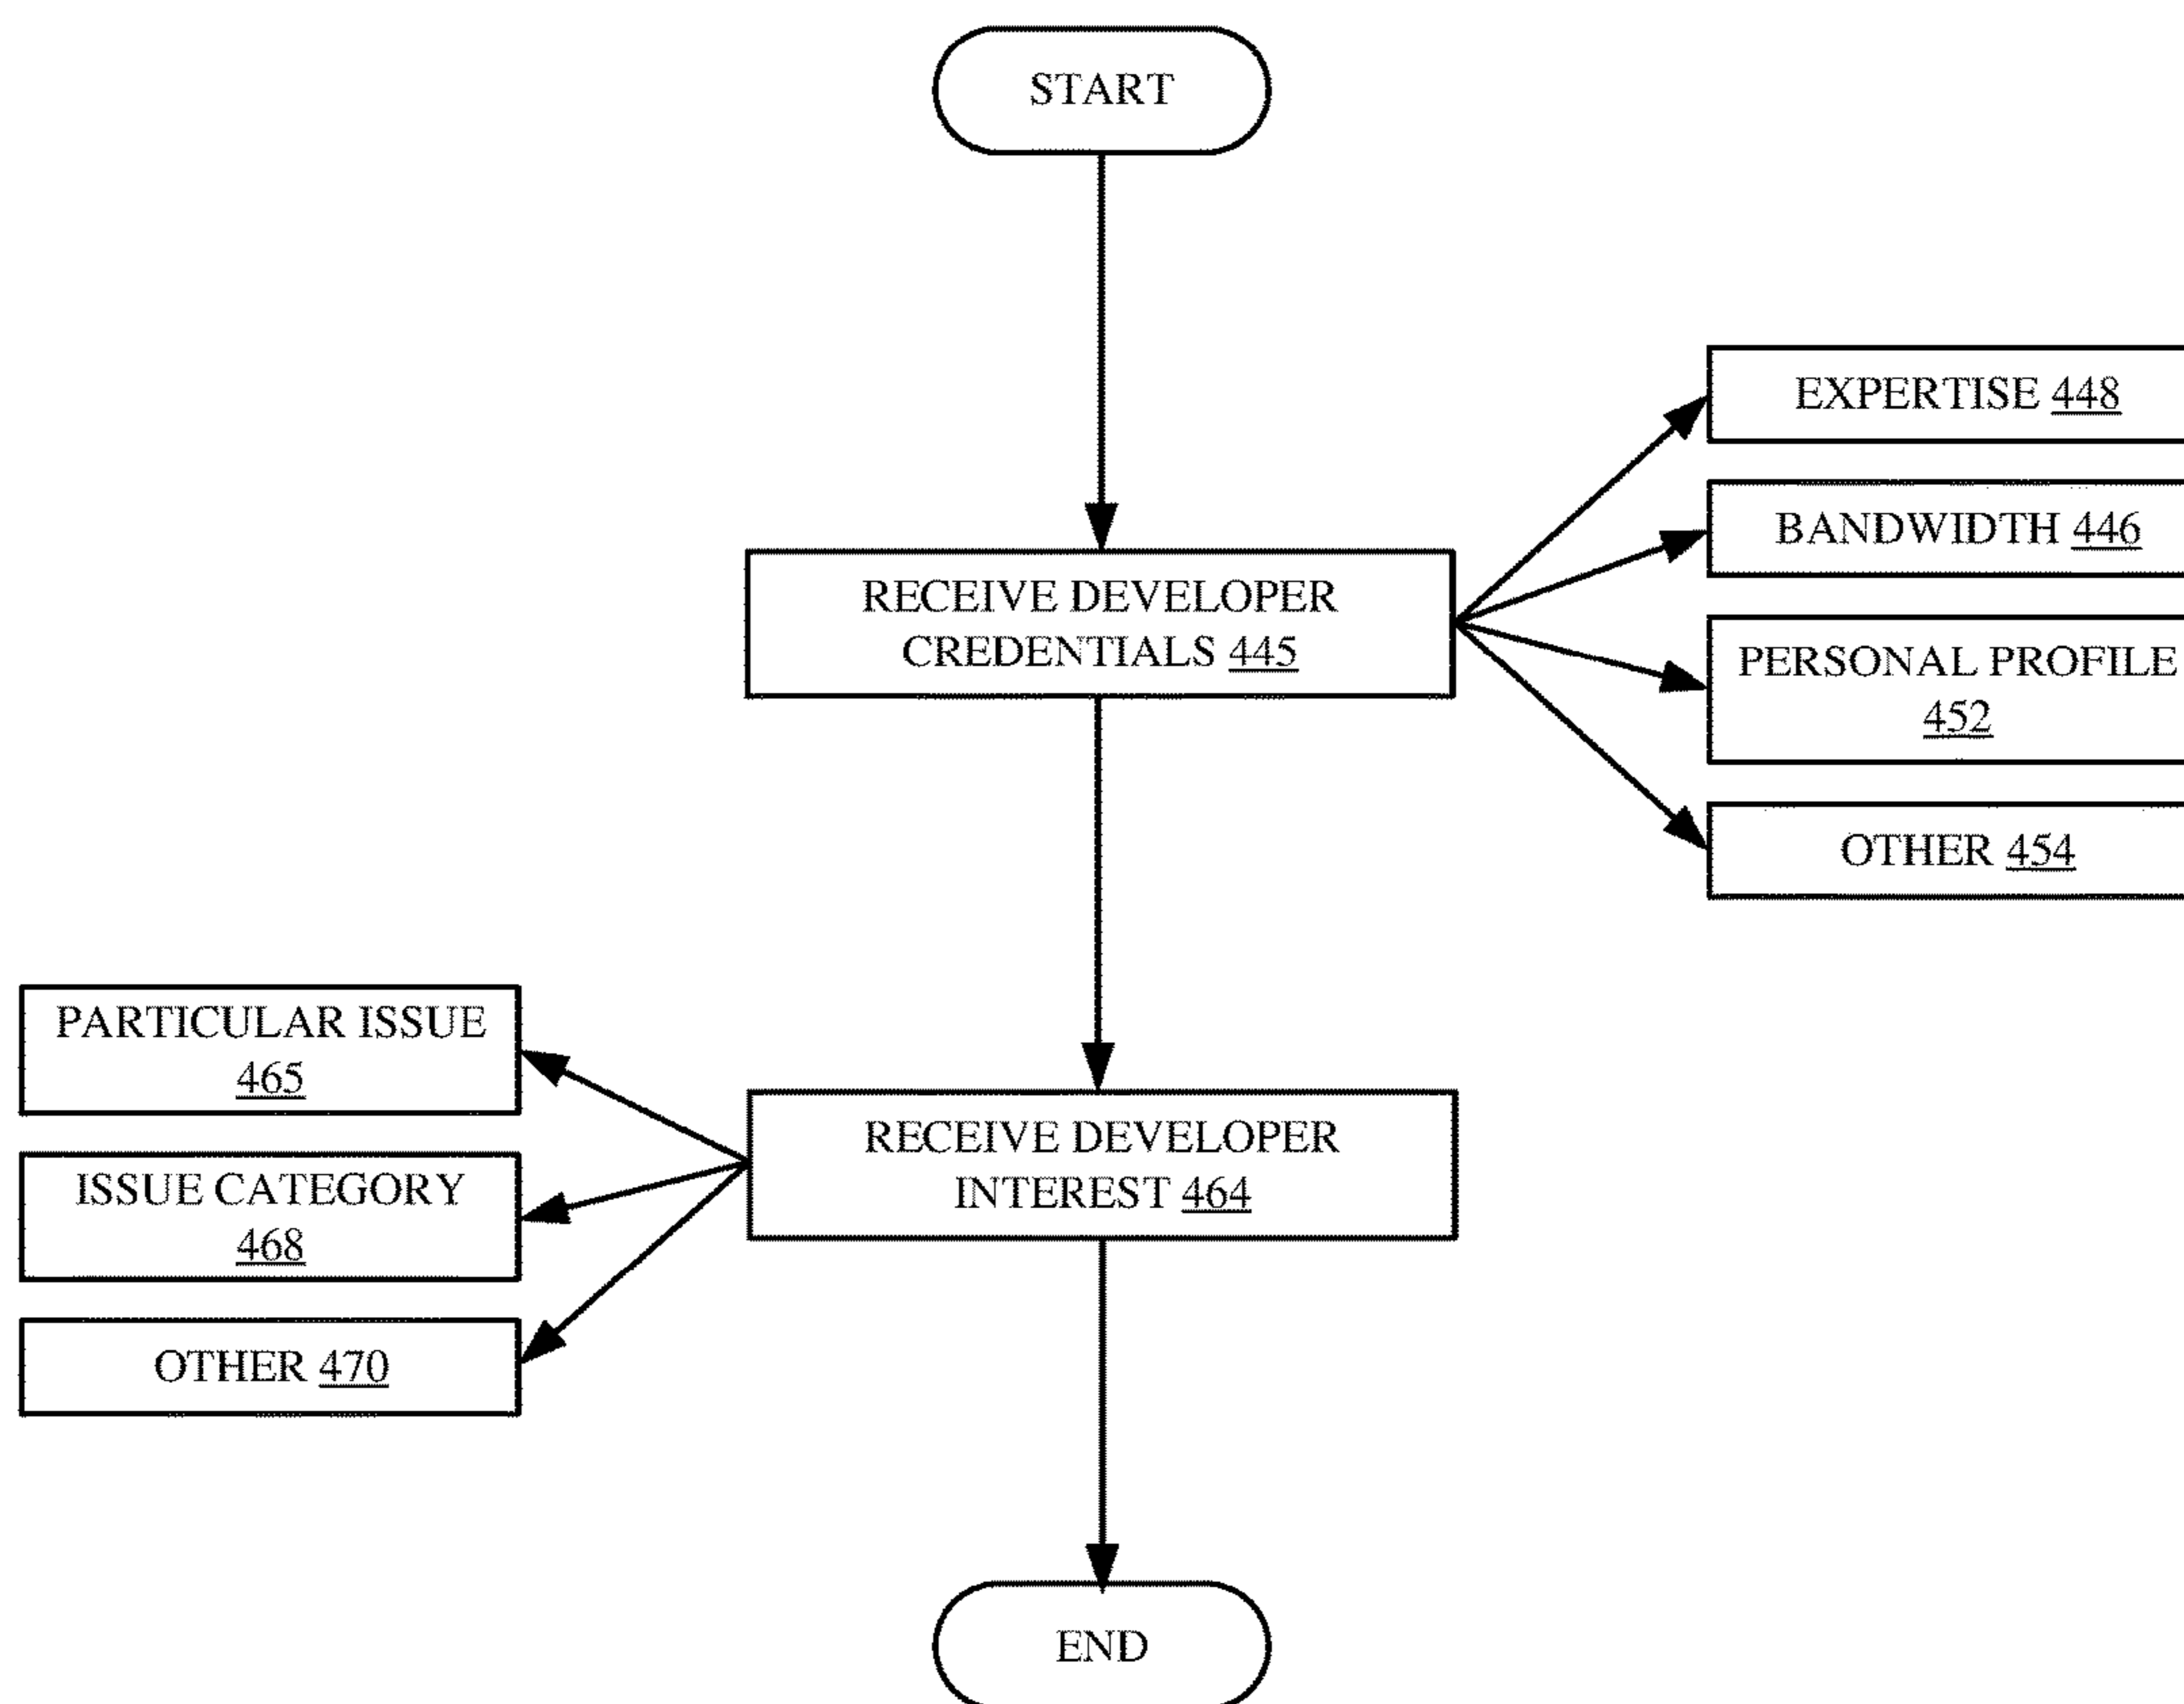 START
EXPERTISE 448
BANDWIDTH 446
PERSONAL PROFILE
452
OTHER 454
RECEIVE DEVELOPER
CREDENTIALS 445
PARTICULAR ISSUE
465
ISSUE CATEGORY
468
OTHER 470
RECEIVE DEVELOPER
INTEREST 464
END